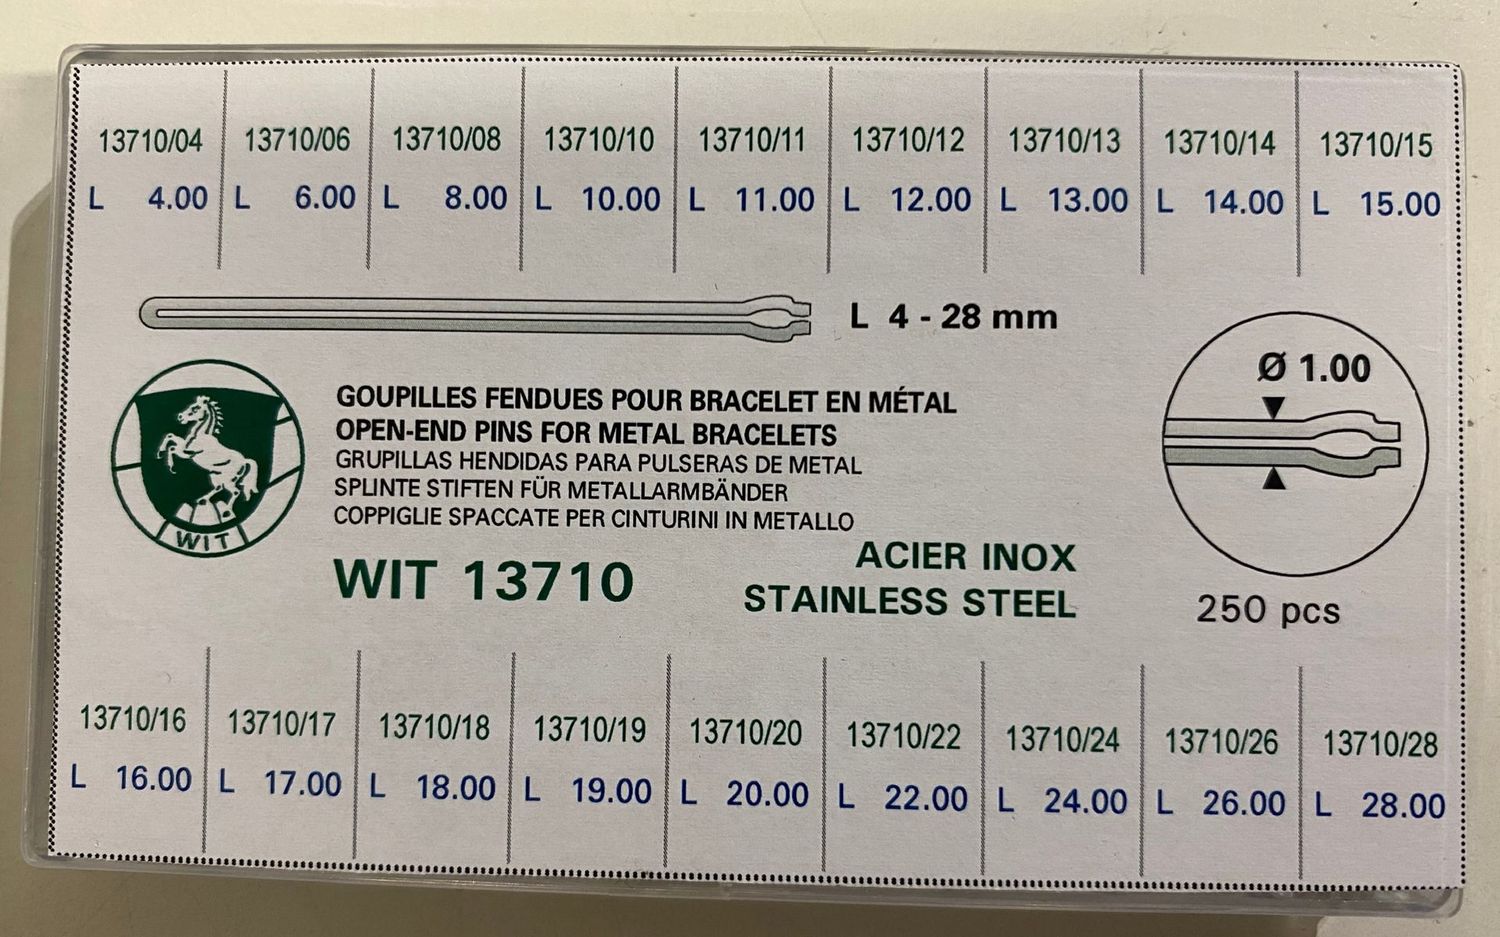 13710/04 13710/06 13710/08 13710/10 13710/11 13710/12 13710/13 13710/14 13710/15
L 4.00 L 6.00 L 8.00 L 10.00 L 11.00 L 12.00 L 13.00 L 14.00 L 15.00
L 4 - 28 mm
Ø 1.00
GOUPILLES FENDUES POUR BRACELET EN MÉTAL
OPEN-END PINS FOR METAL BRACELETS
GRUPILLAS HENDIDAS PARA PULSERAS DE METAL
SPLINTE STIFTEN FÜR METALLARMBÄNDER
COPPIGLIE SPACCATE PER CINTURINI IN METALLO
WIT
WIT 13710
ACIER INOX
STAINLESS STEEL
250 pcs
13710/16 13710/17 13710/18 13710/19 13710/20 13710/22 13710/24 13710/26 13710/28
L 16.00 L 17.00 L 18.00 L 19.00 L 20.00 L 22.00 L 24.00 L 26.00 L 28.00